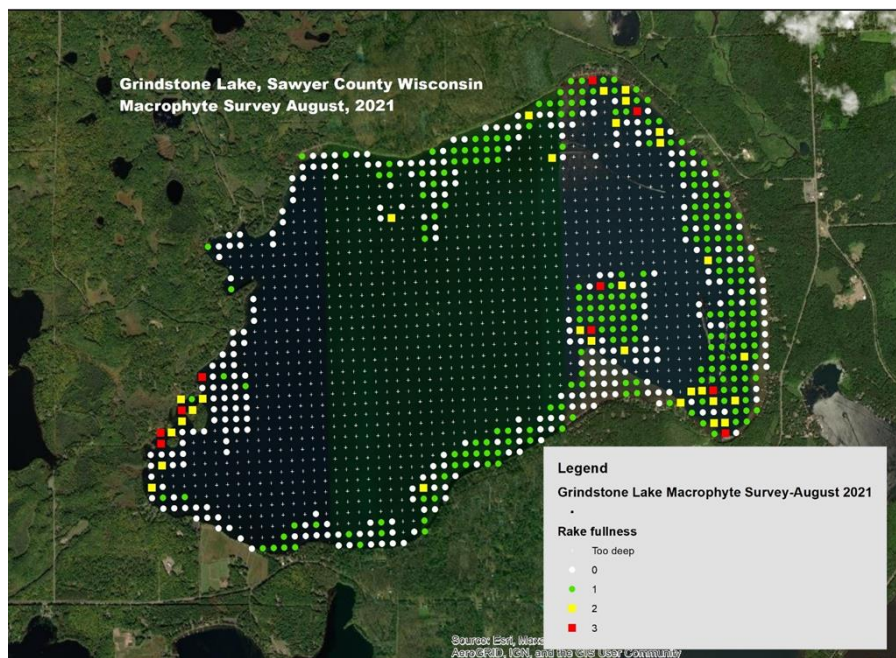 Grindstone Lake, Sawyer County Wisconsin
Macrophyte Survey August, 2021
Legend
Grindstone Lake Macrophyte Survey-August 2021
Rake fullness
Too deep
0
1
2
3
Source: Esri,
AeroGRID, IGN, and the GIS User Community